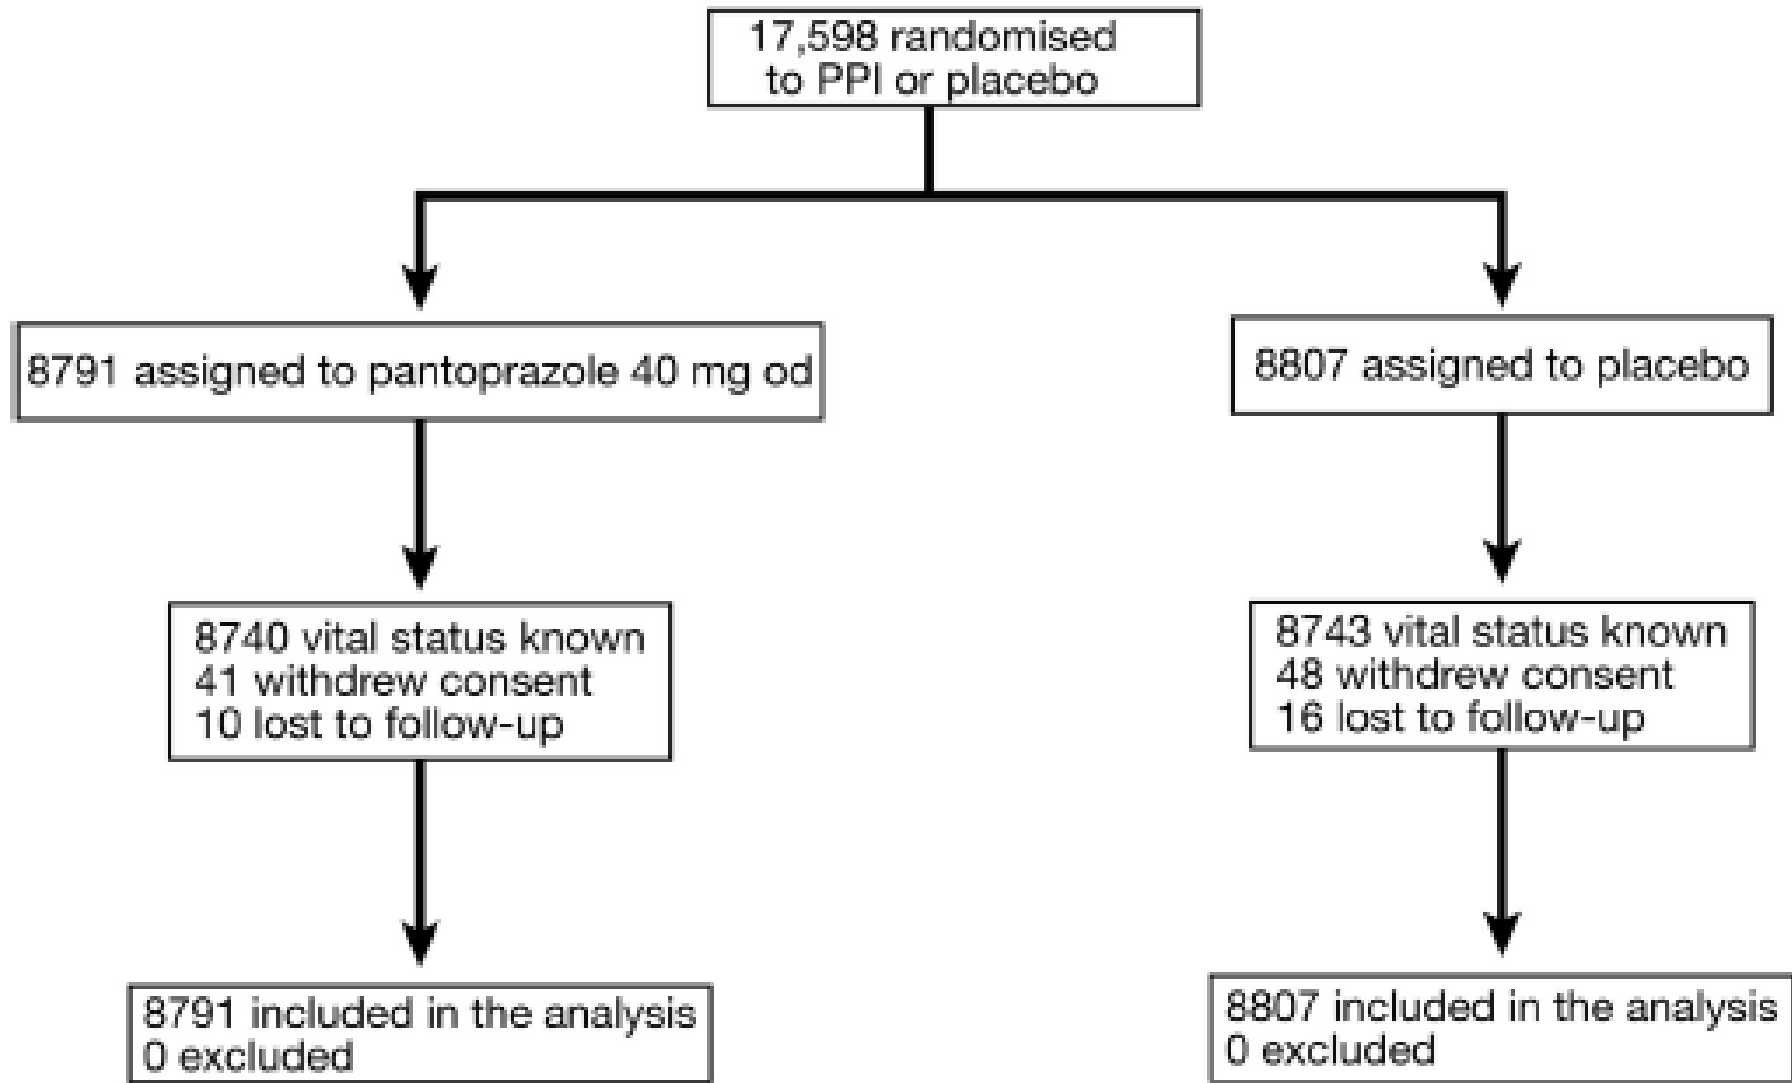 17,598 randomised
to PPI or placebo
8791 assigned to pantoprazole 40 mg od
8807 assigned to placebo
8740 vital status known
41 withdrew consent
10 lost to follow-up
8743 vital status known
48 withdrew consent
16 lost to follow-up
8791 included in the analysis
0 excluded
8807 included in the analysis
0 excluded